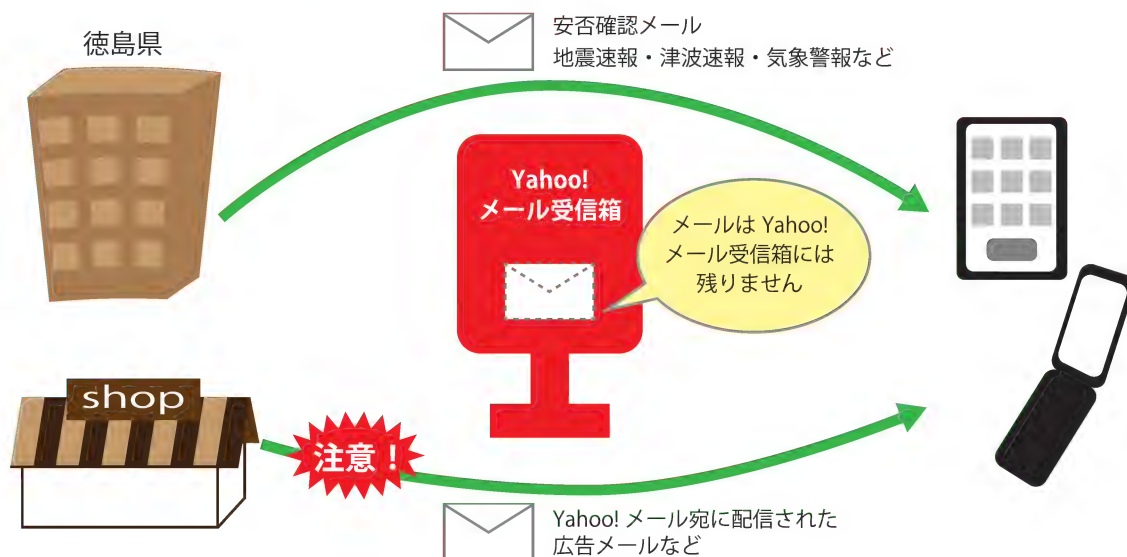 安否確認メール
地震速報・津波速報・気象警報など
徳島県
Yahoo!
メール受信箱
メールは Yahoo!
メール受信箱には
残りません
shop
注意！
Yahoo! メール宛に配信された
広告メールなど